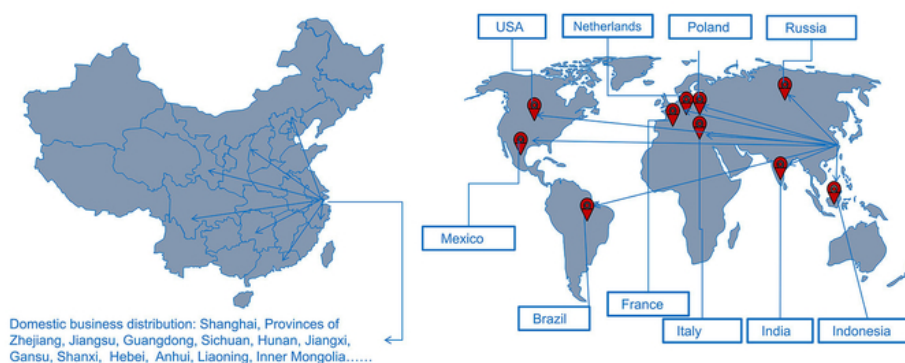 USA
Netherlands
Poland
Russia
Mexico
Brazil
France
Italy
India
Indonesia
Domestic business distribution: Shanghai, Provinces of
Zhejiang, Jiangsu, Guangdong, Sichuan, Hunan, Jiangxi,
Gansu, Shanxi, Hebei, Anhui, Liaoning, Inner Mongolia……